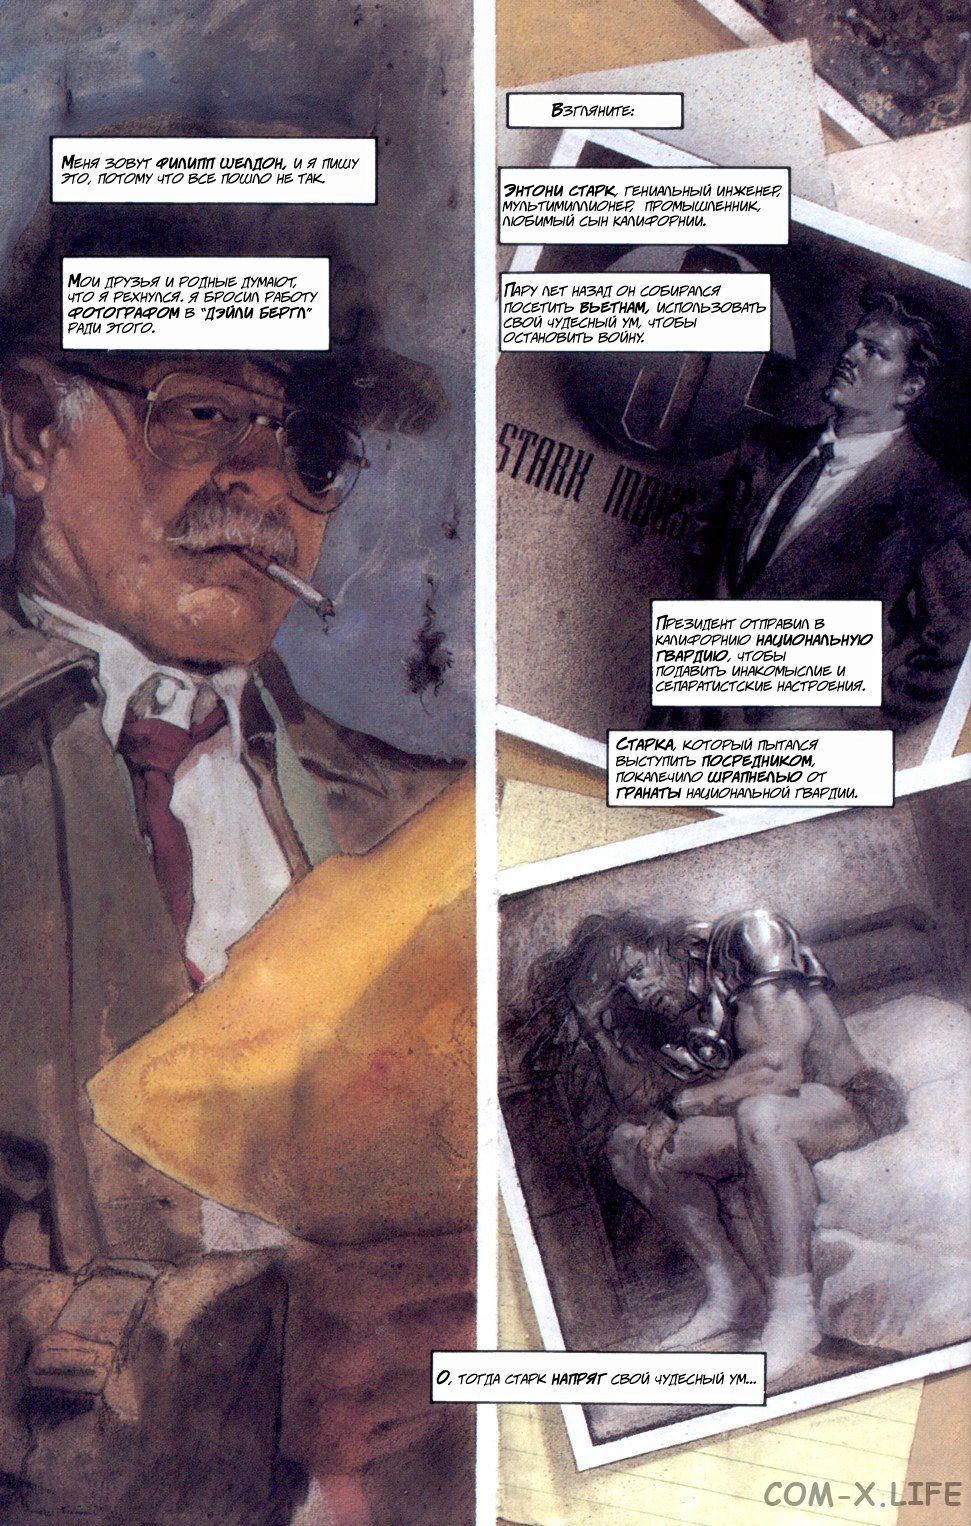 Меня зовут Филипп Шелдон, и я пишу
это, потому что все пошло не так.
Мои друзья и родные думают,
что я рехнулся. Я бросил работу
фотографом в "Дэйли Бергл"
ради этого.
Взгляните:
Энтони Старк, гениальный инженер,
мультимиллионер, промышленник,
любимый сын Калифорнии.
Пару лет назад он собирался
посетить Вьетнам, использовать
свой чудесный ум, чтобы
остановить войну.
STARK INDUS
Президент отправил в
Калифорнию Национальную
гвардию, чтобы
подавить инакомыслие и
сепаратистские настроения.
Старка, который пытался
выступить посредником,
покалечило шрапнелью от
гранаты национальной гвардии.
О, тогда Старк напряг свой чудесный ум...
COM-X.LIFE